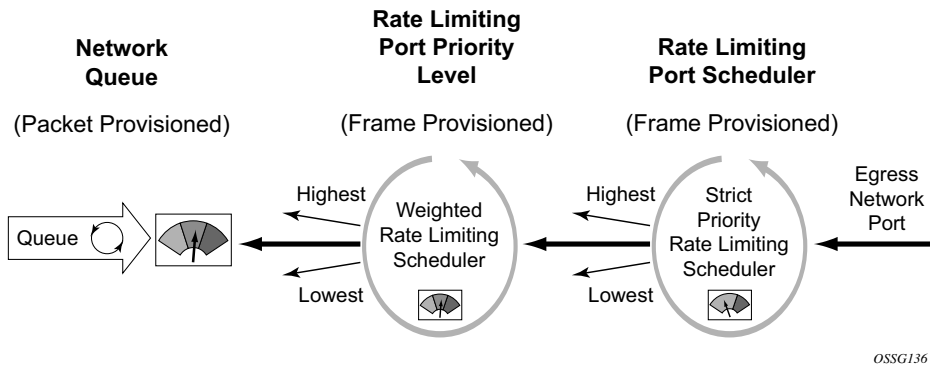 Network
Queue
(Packet Provisioned)
Rate Limiting
Port Priority
Level
(Frame Provisioned)
Rate Limiting
Port Scheduler
(Frame Provisioned)
Queue
Highest
Lowest
Weighted
Rate Limiting
Scheduler
Highest
Lowest
Strict
Priority
Rate Limiting
Scheduler
Egress
Network
Port
OSSG136